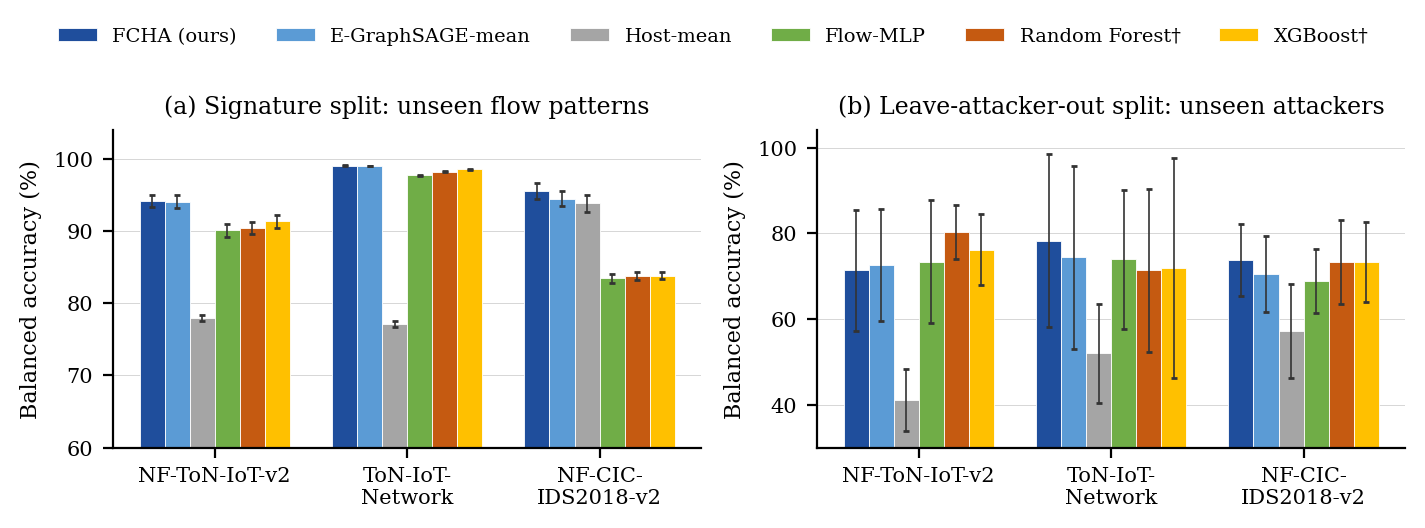 FCHA (ours) E-GraphSAGE-mean Host-mean Flow-MLP Random Forest† XGBoost†
(a) Signature split: unseen flow patterns
Balanced accuracy (%)
100
90
80
70
60
NF-ToN-IoT-v2
ToN-IoT-
Network
NF-CIC-
IDS2018-v2
(b) Leave-attacker-out split: unseen attackers
Balanced accuracy (%)
100
80
60
40
NF-ToN-IoT-v2
ToN-IoT-
Network
NF-CIC-
IDS2018-v2